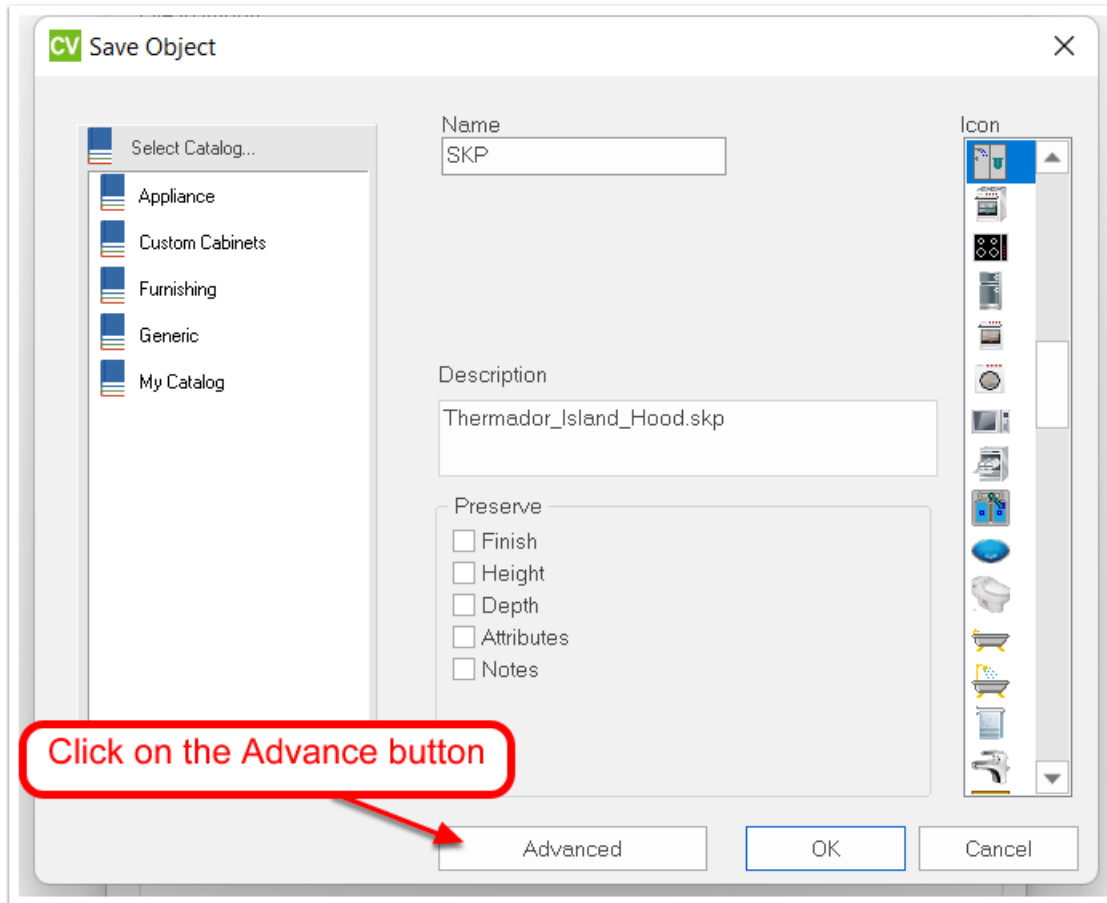 CV Save Object
Select Catalog...
Appliance
Custom Cabinets
Furnishing
Generic
My Catalog
Name
SKP
Description
Thermador_Island_Hood.skp
Preserve
Finish
Height
Depth
Attributes
Notes
Icon
Click on the Advance button
Advanced
OK
Cancel